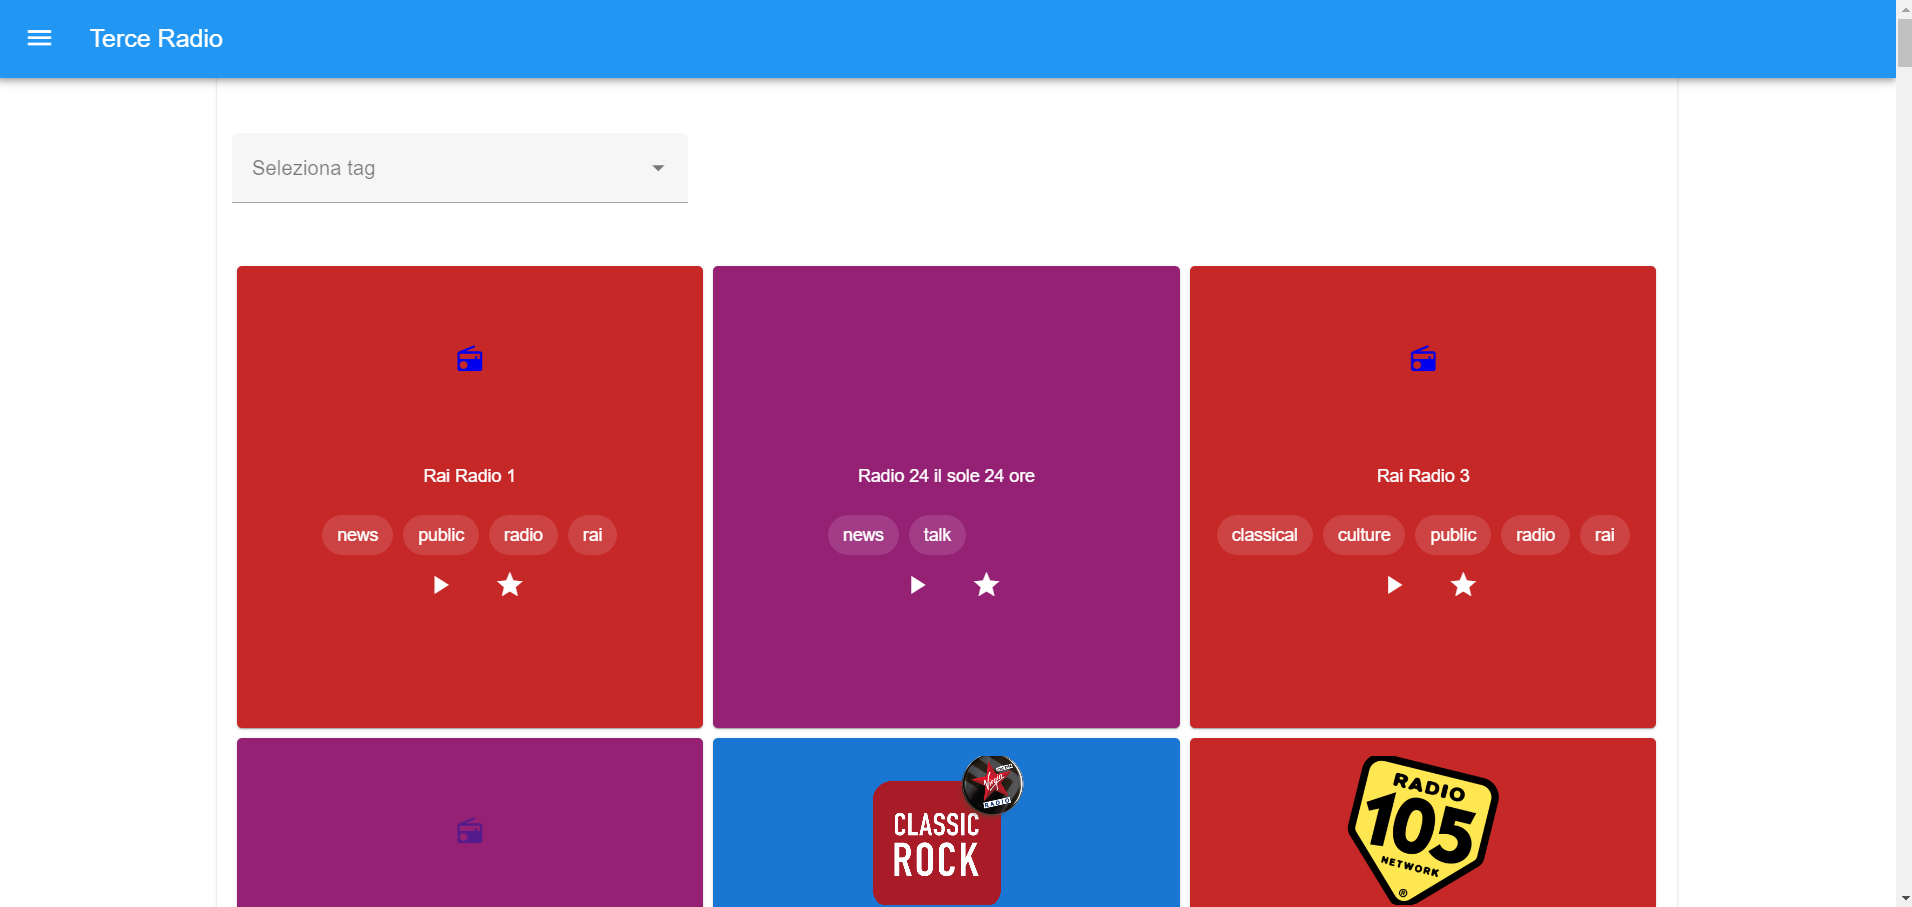 Terce Radio
Seleziona tag
Rai Radio 1
news public radio rai
Radio 24 il sole 24 ore
news talk
Rai Radio 3
classical culture public radio rai
Virgin
RADIO
CLASSIC
ROCK
RADIO
105
NETWORK
®